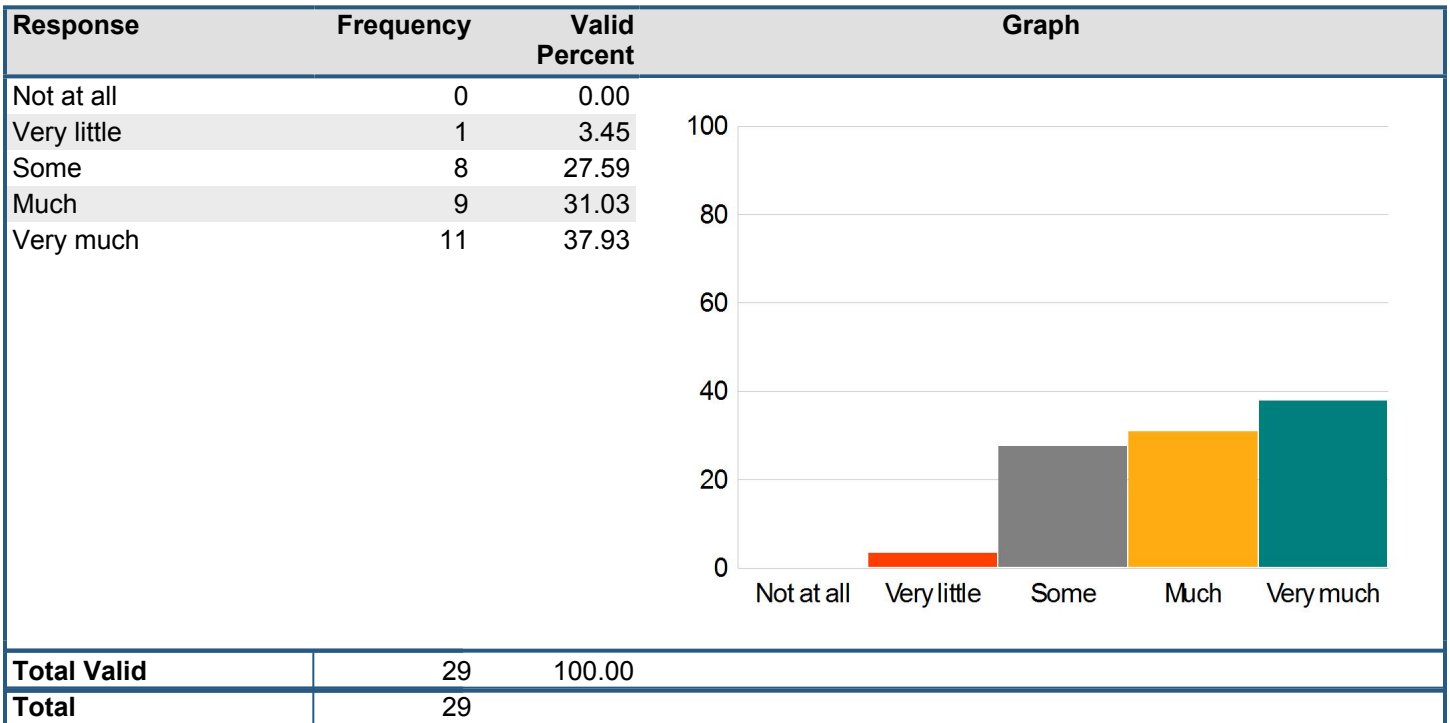 Response Frequency Valid Percent Graph
Not at all 0 0.00
Very little 1 3.45
Some 8 27.59
Much 9 31.03
Very much 11 37.93
100
80
60
40
20
0
Not at all Very little Some Much Very much
Total Valid 29 100.00
Total 29